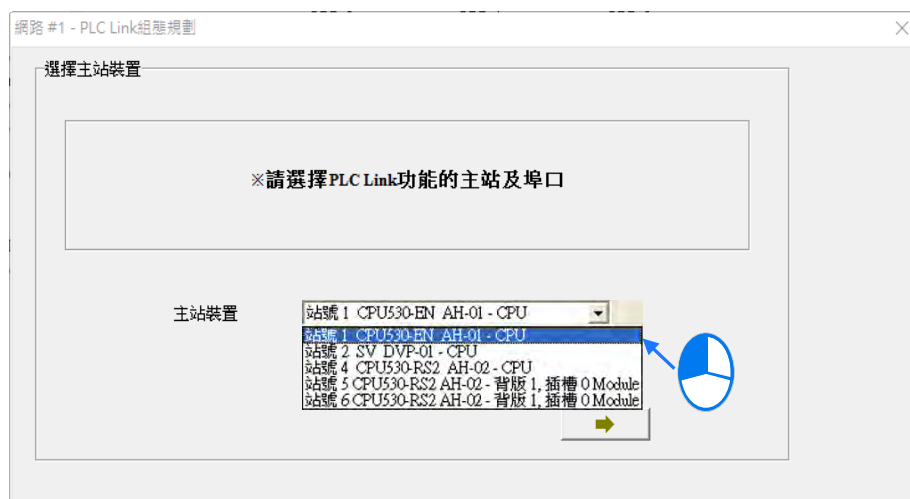 網路 #1 - PLC Link組態規劃
選擇主站裝置
※請選擇PLC Link功能的主站及埠口
主站裝置
站號 1 CPU530-EN AH-01 - CPU
站號 1 CPU530-EN AH-01 - CPU
站號 2 SV DVP-01 - CPU
站號 4 CPU530-RS2 AH-02 - CPU
站號 5 CPU530-RS2 AH-02 - 背版 1, 插槽 0 Module
站號 6 CPU530-RS2 AH-02 - 背版 1, 插槽 0 Module